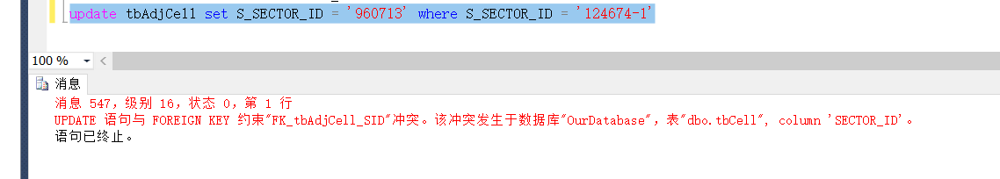 update tbAdjCell set S_SECTOR_ID = '960713' where S_SECTOR_ID = '124674-1'
100 %
消息
消息 547，级别 16，状态 0，第 1 行
UPDATE 语句与 FOREIGN KEY 约束"FK_tbAdjCell_SID"冲突。该冲突发生于数据库"OurDatabase"，表"dbo.tbCell", column 'SECTOR_ID'。
语句已终止。